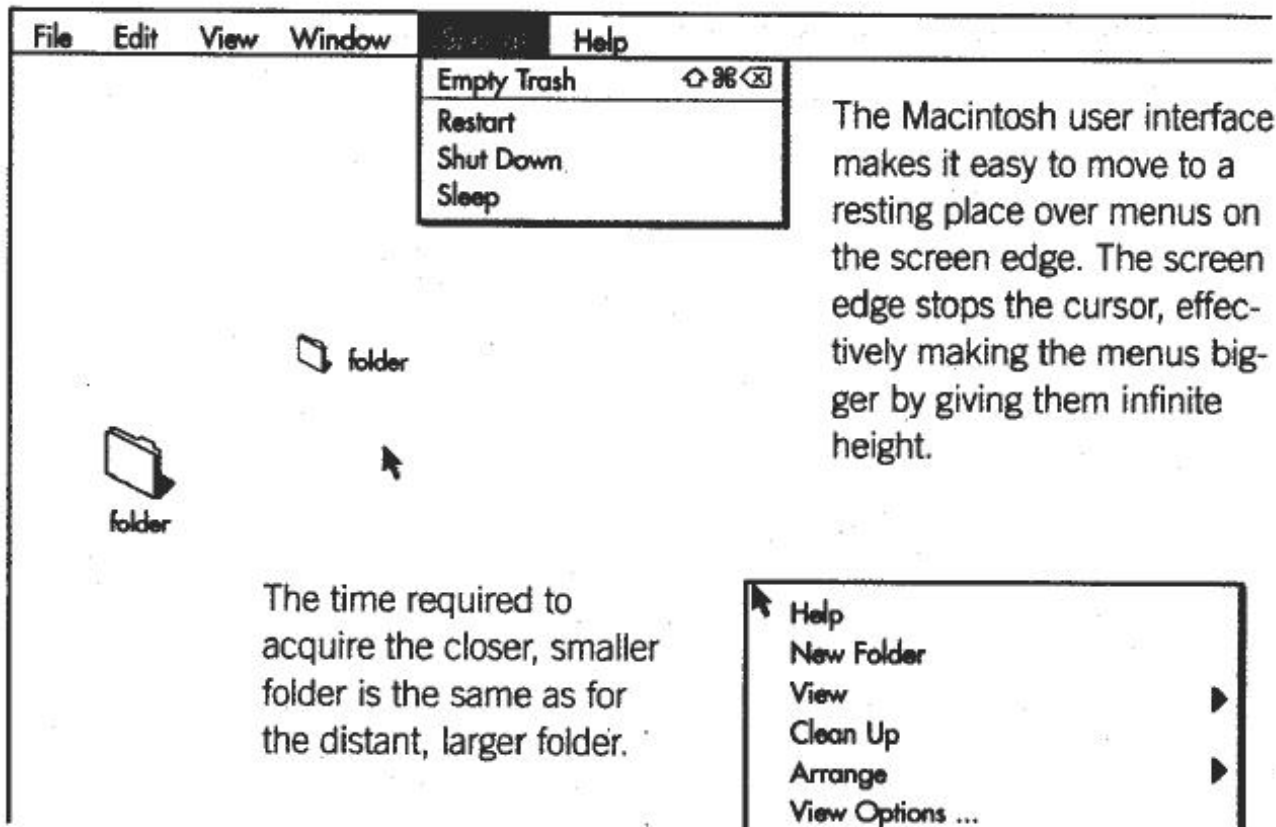 File Edit View Window Help
Empty Trash ⇧⌘⌫
Restart
Shut Down
Sleep
The Macintosh user interface
makes it easy to move to a
resting place over menus on
the screen edge. The screen
edge stops the cursor, effec-
tively making the menus big-
ger by giving them infinite
height.
folder
folder
The time required to
acquire the closer, smaller
folder is the same as for
the distant, larger folder.
Help
New Folder
View
Clean Up
Arrange
View Options ...